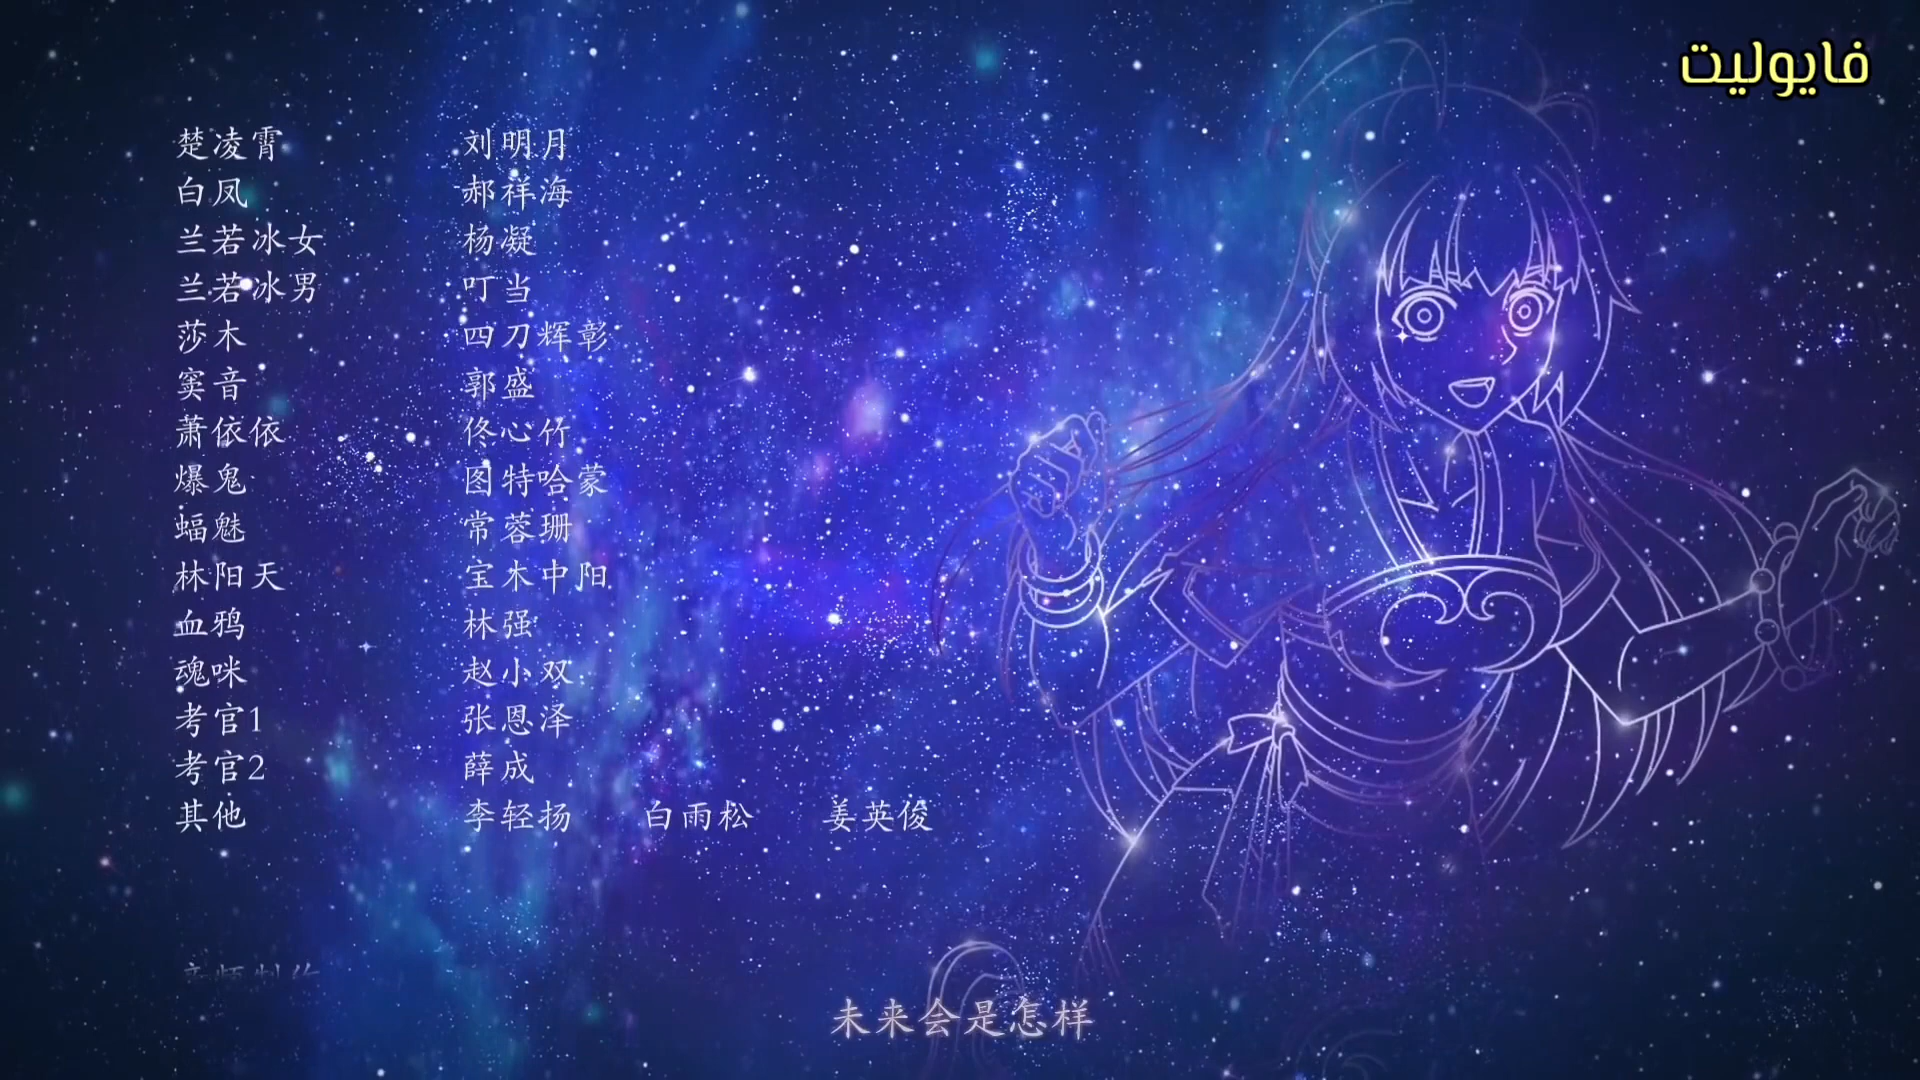 فايوليت
楚凌霄 刘明月
白凤 郝祥海
兰若冰女 杨凝
兰若冰男 叮当
莎木 四刀辉彰
窦音 郭盛
萧依依 佟心竹
爆鬼 图特哈蒙
蝠魅 常蓉珊
林阳天 宝木中阳
血鸦 林强
魂咪 赵小双
考官1 张恩泽
考官2 薛成
其他 李轻扬 白雨松 姜英俊
未来会是怎样